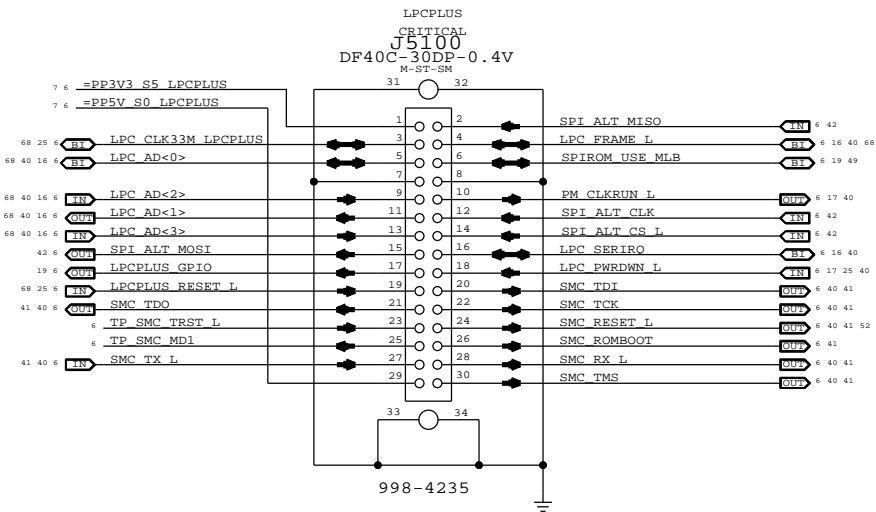 LPCPLUS
CRITICAL
J5100
DF40C-30DP-0.4V
M-ST-SM
31 32
7 6 =PP3V3_S5_LPCPLUS
7 6 =PP5V_S0_LPCPLUS
1 2 SPI_ALT_MISO IN 6 42
68 25 6 BI LPC_CLK33M_LPCPLUS 3 4 LPC_FRAME_L BI 6 16 40 68
68 40 16 6 BI LPC_AD<0> 5 6 SPIROM_USE_MLB BI 6 19 49
7 8
68 40 16 6 IN LPC_AD<2> 9 10 PM_CLKRUN_L OUT 6 17 40
68 40 16 6 OUT LPC_AD<1> 11 12 SPI_ALT_CLK IN 6 42
68 40 16 6 IN LPC_AD<3> 13 14 SPI_ALT_CS_L IN 6 42
42 6 OUT SPI_ALT_MOSI 15 16 LPC_SERIRQ BI 6 16 40
19 6 OUT LPCPLUS_GPIO 17 18 LPC_PWRDWN_L IN 6 17 25 40
68 25 6 IN LPCPLUS_RESET_L 19 20 SMC_TDI OUT 6 40 41
41 40 6 OUT SMC_TDO 21 22 SMC_TCK OUT 6 40 41
6 TP_SMC_TRST_L 23 24 SMC_RESET_L OUT 6 40 41 52
6 TP_SMC_MD1 25 26 SMC_ROMBOOT OUT 6 41
41 40 6 IN SMC_TX_L 27 28 SMC_RX_L OUT 6 40 41
29 30 SMC_TMS OUT 6 40 41
33 34
998-4235